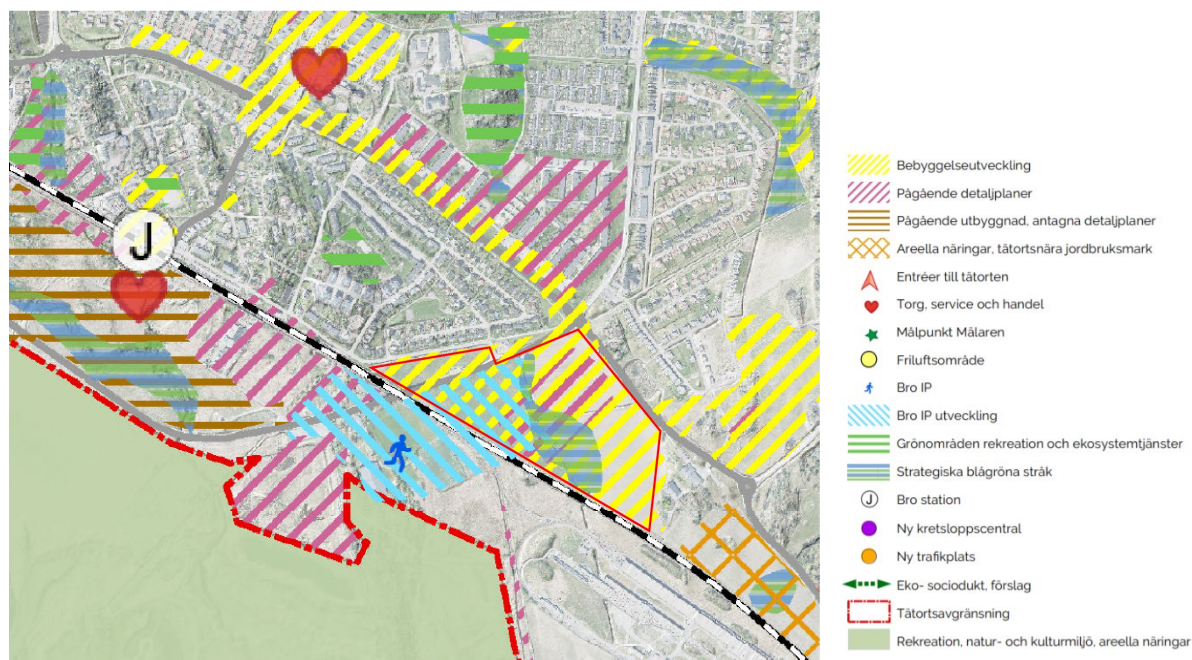 J
Bebyggelseutveckling
Pågående detaljplaner
Pågående utbyggnad, antagna detaljplaner
Areella näringar, tätortsnära jordbruksmark
Entréer till tätorten
Torg, service och handel
Målpunkt Mälaren
Friluftsområde
Bro IP
Bro IP utveckling
Grönområden rekreation och ekosystemtjänster
Strategiska blågröna stråk
J Bro station
Ny kretsloppscentral
Ny trafikplats
Eko- sociodukt, förslag
Tätortsavgränsning
Rekreation, natur- och kulturmiljö, areella näringar